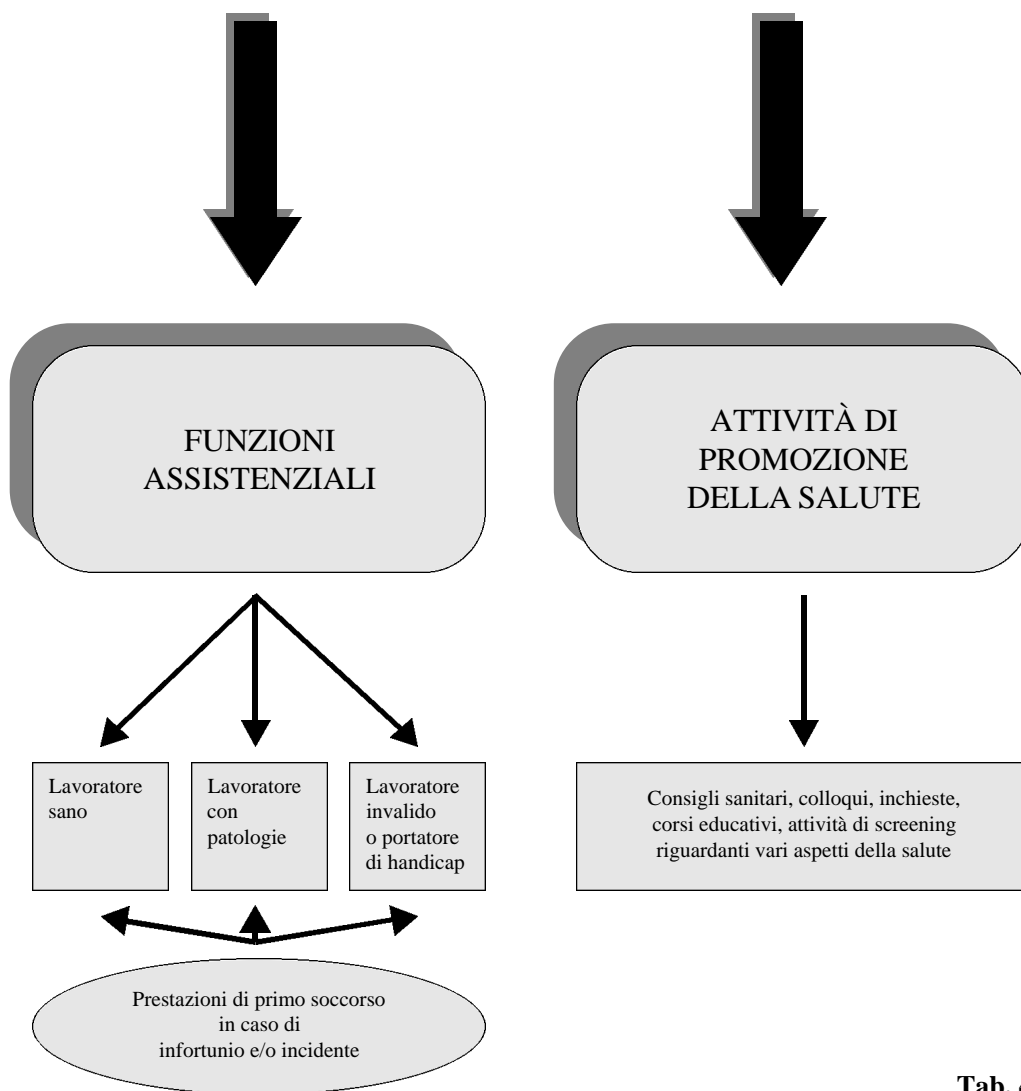 FUNZIONI
ASSISTENZIALI
ATTIVITÀ DI
PROMOZIONE
DELLA SALUTE
Lavoratore
sano
Lavoratore
con
patologie
Lavoratore
invalido
o portatore
di handicap
Consigli sanitari, colloqui, inchieste,
corsi educativi, attività di screening
riguardanti vari aspetti della salute
Prestazioni di primo soccorso
in caso di
infortunio e/o incidente
Tab.